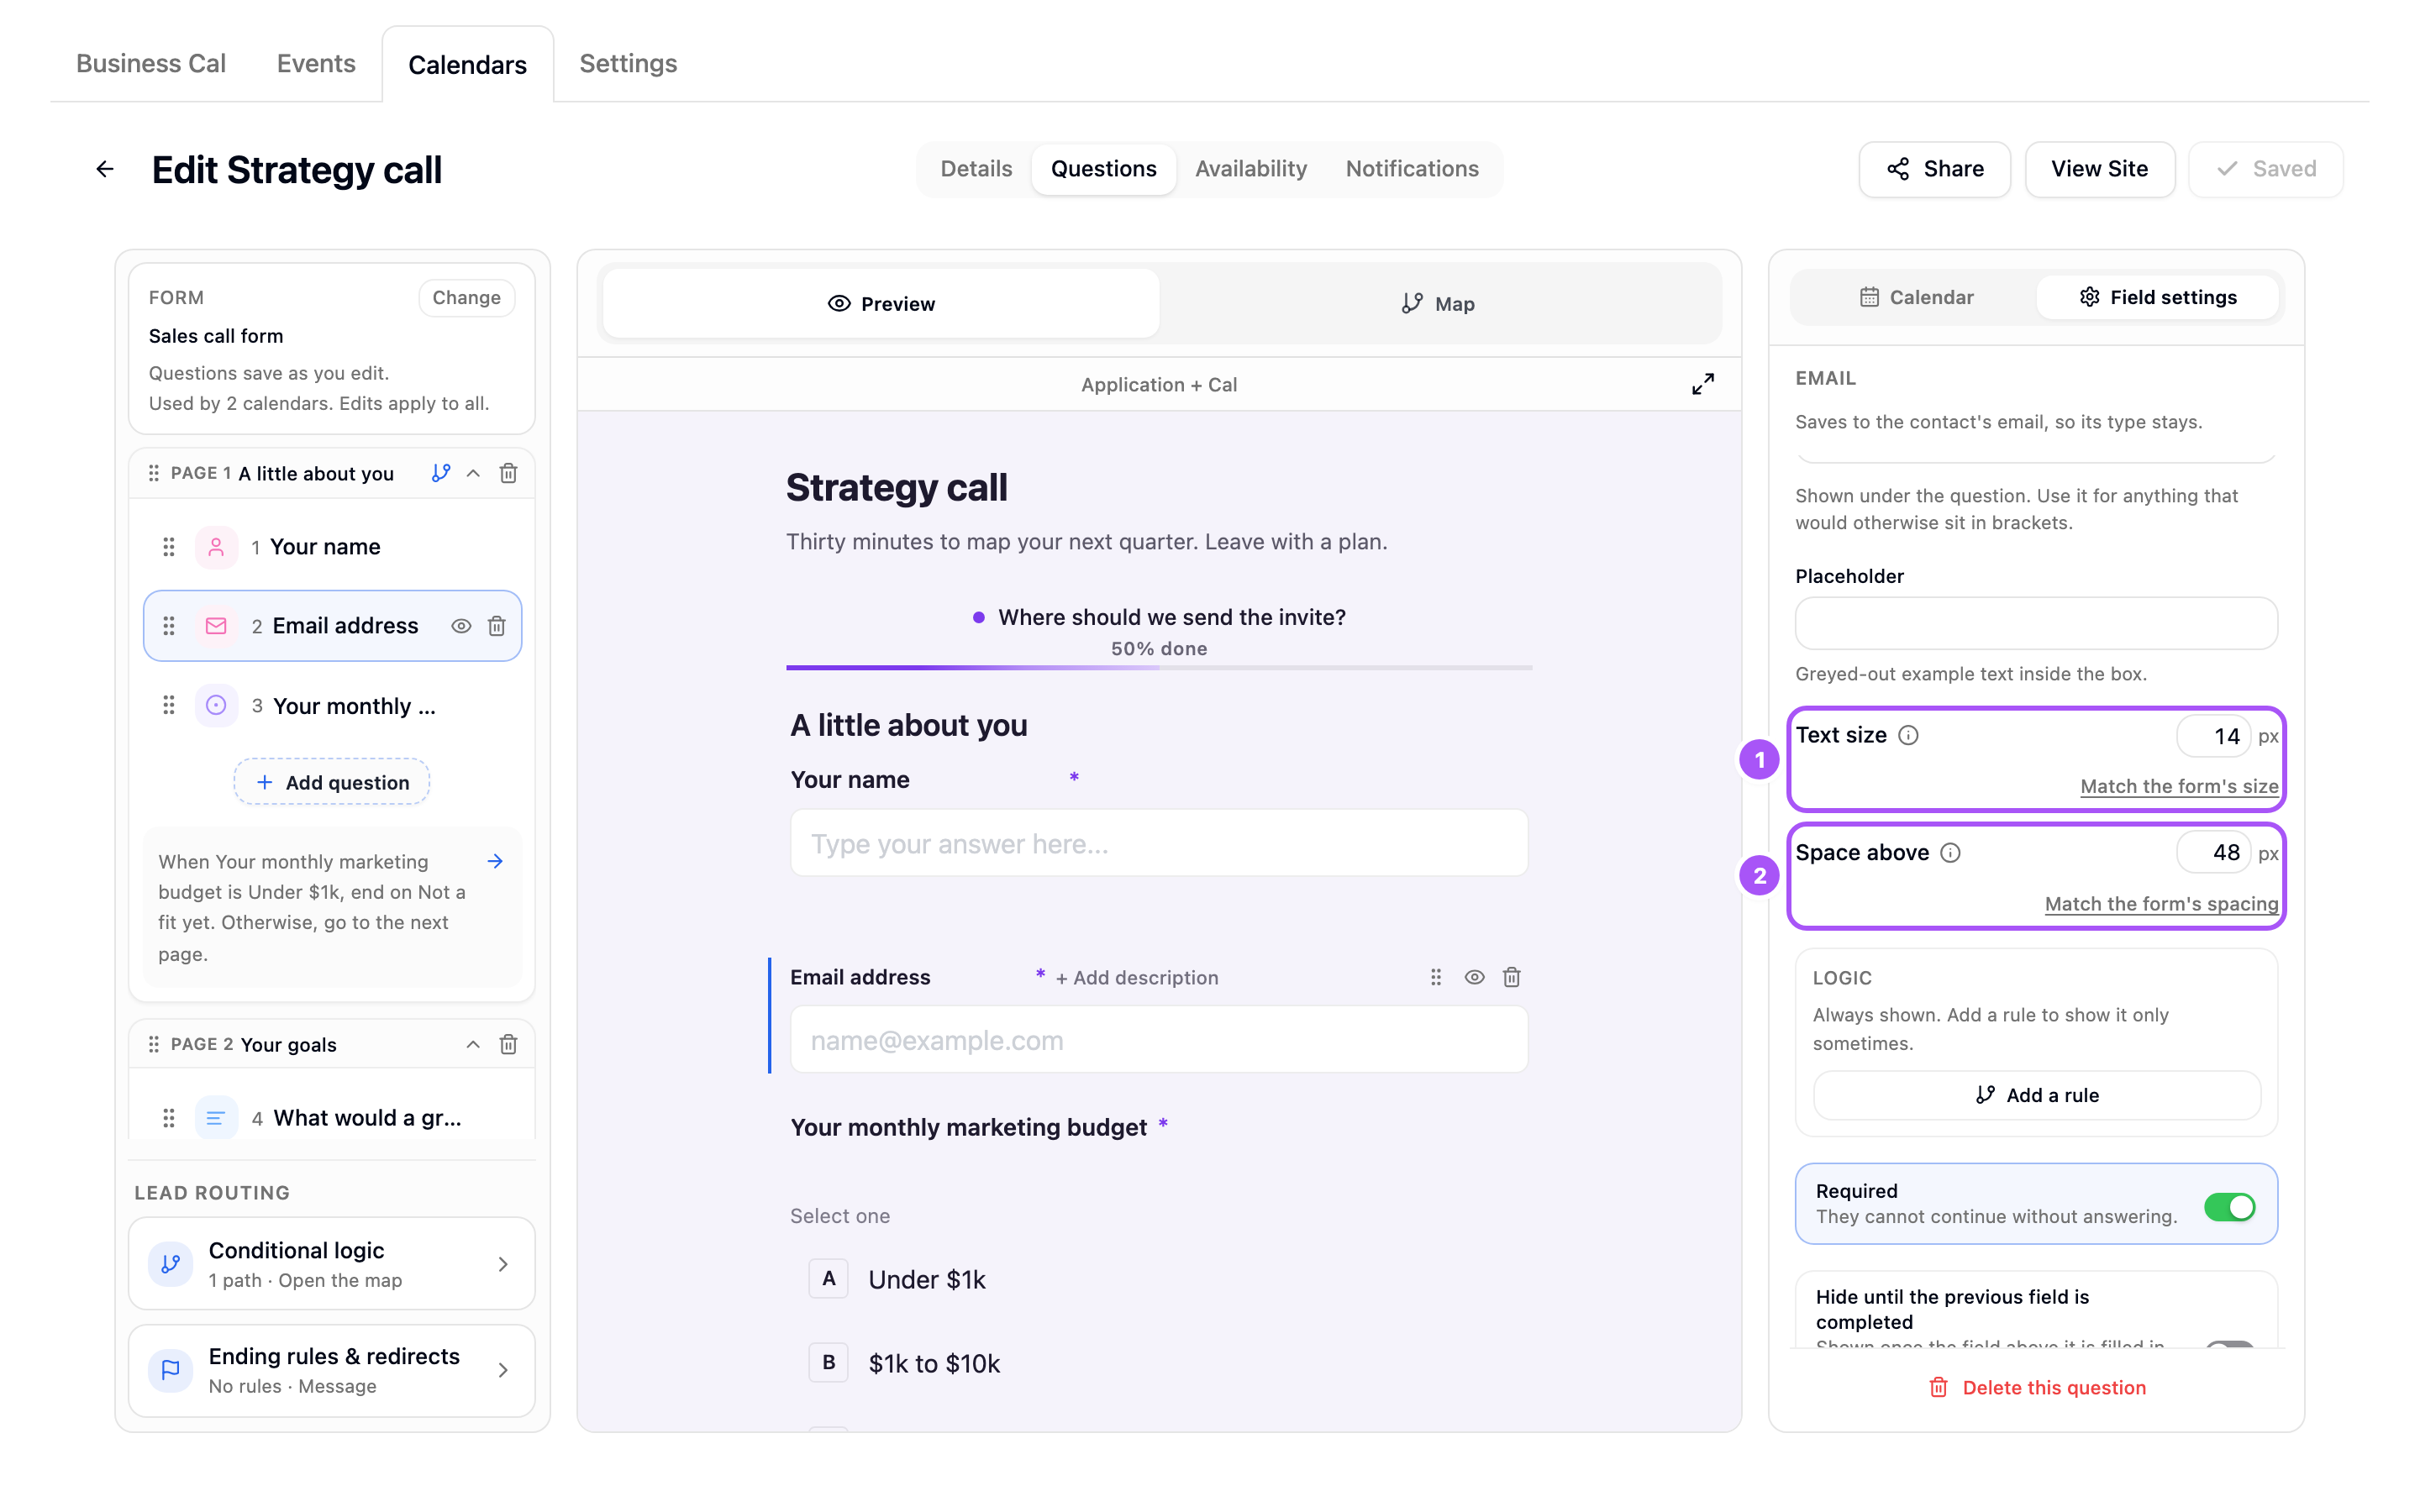 Business Cal
Events
Calendars
Settings
Edit Strategy call
Details
Questions
Availability
Notifications
Share
View Site
Saved
FORM
Change
Sales call form
Questions save as you edit.
Used by 2 calendars. Edits apply to all.
PAGE 1 A little about you
1 Your name
2 Email address
3 Your monthly ...
+ Add question
When Your monthly marketing
budget is Under $1k, end on Not a
fit yet. Otherwise, go to the next
page.
PAGE 2 Your goals
4 What would a gr...
LEAD ROUTING
Conditional logic
1 path · Open the map
Ending rules & redirects
No rules · Message
Preview
Map
Application + Cal
Strategy call
Thirty minutes to map your next quarter. Leave with a plan.
Where should we send the invite?
50% done
A little about you
Your name *
Type your answer here...
Email address * + Add description
name@example.com
Your monthly marketing budget *
Select one
A Under $1k
B $1k to $10k
Calendar
Field settings
EMAIL
Saves to the contact's email, so its type stays.
Shown under the question. Use it for anything that
would otherwise sit in brackets.
Placeholder
Greyed-out example text inside the box.
1
Text size 14 px
Match the form's size
2
Space above 48 px
Match the form's spacing
LOGIC
Always shown. Add a rule to show it only
sometimes.
Add a rule
Required
They cannot continue without answering.
Hide until the previous field is
completed
Shown once the field above it is filled in
Delete this question